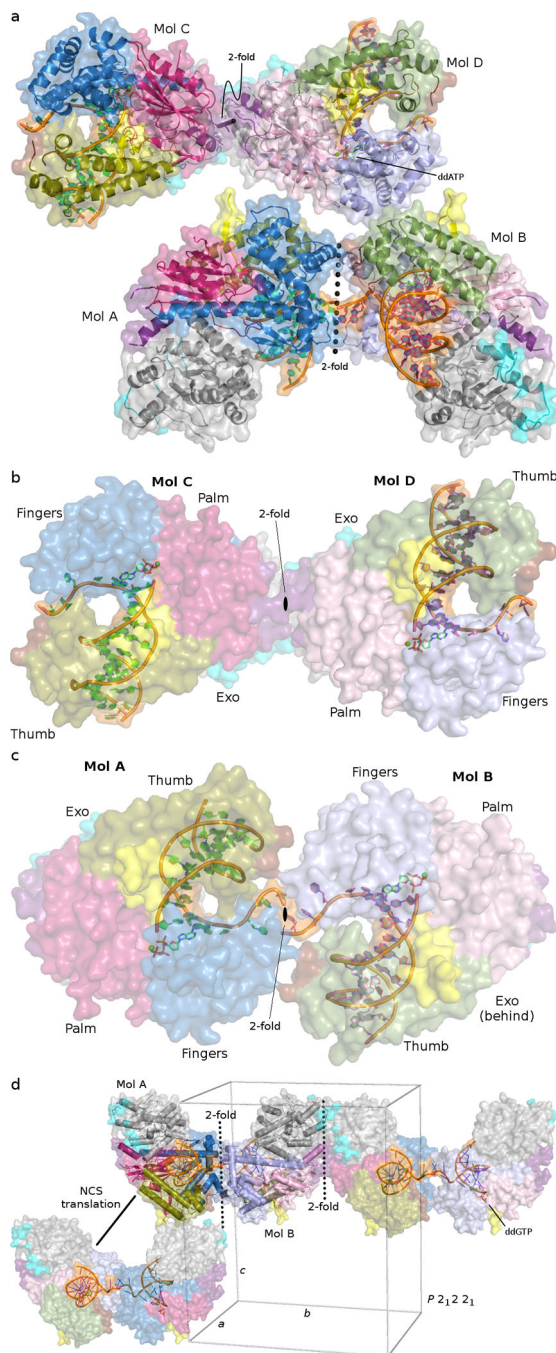 a
Mol C
2-fold
Mol D
ddATP
Mol B
Mol A
2-fold
b
Mol C
Mol D
Thumb
Fingers
Palm
Exo
2-fold
Exo
Palm
Fingers
Thumb
c
Mol A
Fingers
Mol B
Thumb
Exo
Palm
Palm
2-fold
Exo
(behind)
Fingers
Thumb
d
Mol A
2-fold
NCS
translation
2-fold
Mol B
ddGTP
c
b
a
P 2₁2 2₁